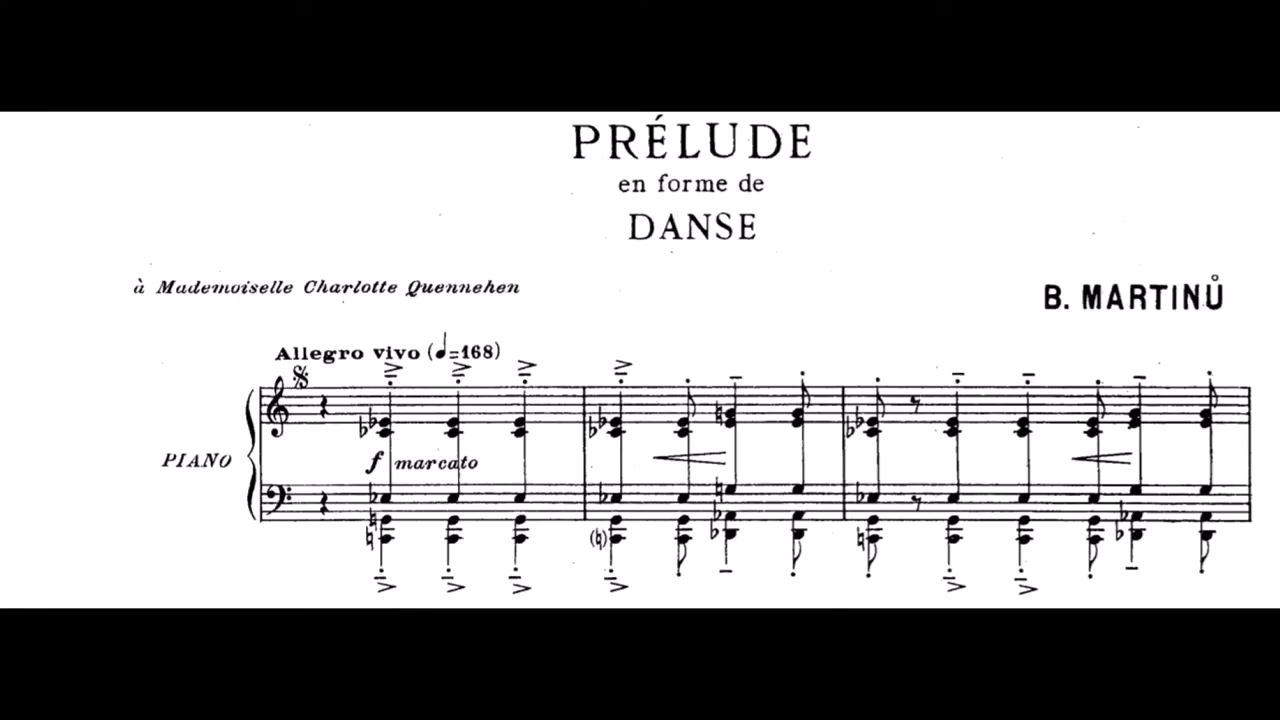 PRÉLUDE
en forme de
DANSE
à Mademoiselle Charlotte Quennehen
B. MARTINŮ
Allegro vivo (♩=168)
PIANO
f marcato